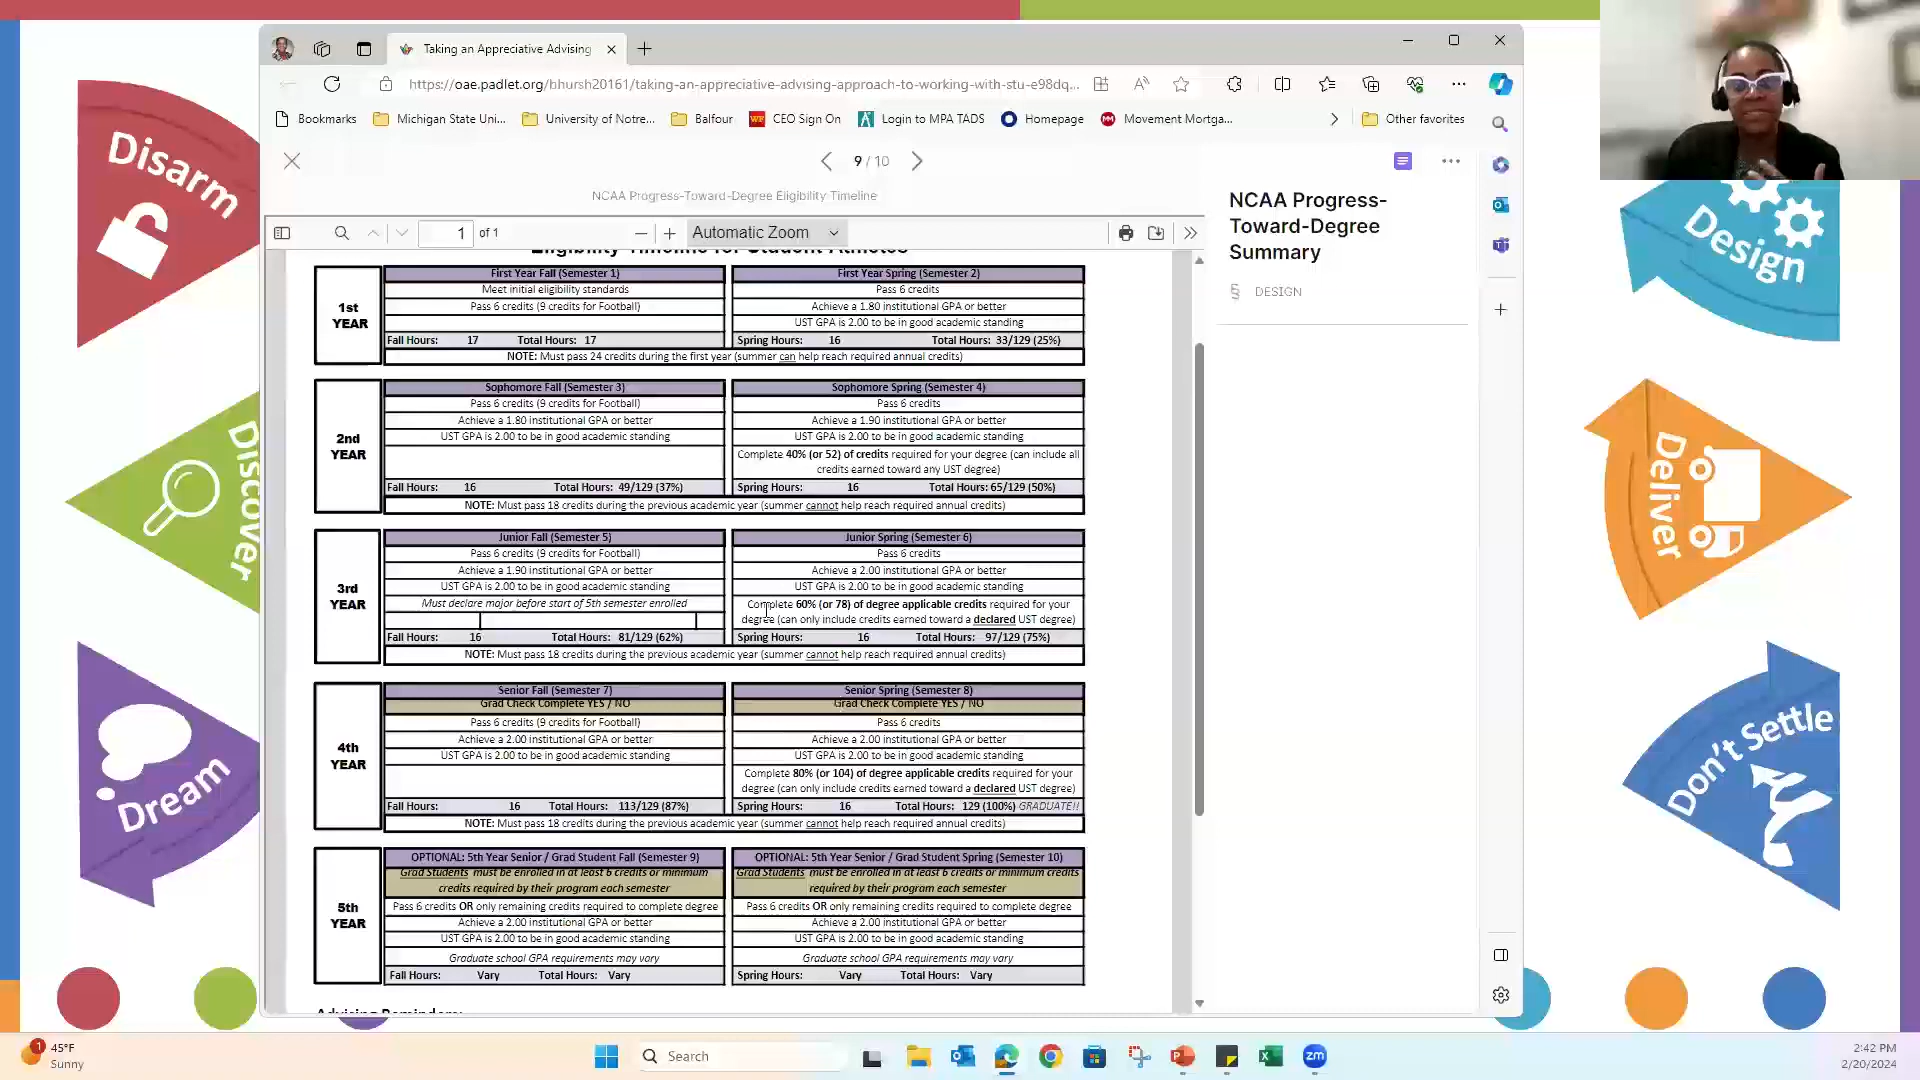 Taking an Appreciative Advising
https://oae.padlet.org/hhursh20161/taking-an-appreciative-advising-approach-to-working-with-stu-e98dq...
Bookmarks
Michigan State Uni...
University of Notre...
Balfour
CEO Sign On
Login to MPA TADS
Homepage
Movement Mortga...
Other favorites
9 / 10
NCAA Progress-Toward-Degree Eligibility Timeline
1 of 1
Automatic Zoom
NCAA Progress-
Toward-Degree
Summary
DESIGN
Eligibility Timeline for Student-Athletes
1st
YEAR
First Year Fall (Semester 1)
Meet initial eligibility standards
Pass 6 credits (9 credits for Football)
Fall Hours: 17 Total Hours: 17
First Year Spring (Semester 2)
Pass 6 credits
Achieve a 1.80 institutional GPA or better
UST GPA is 2.00 to be in good academic standing
Spring Hours: 16 Total Hours: 33/129 (25%)
NOTE: Must pass 24 credits during the first year (summer can help reach required annual credits)
2nd
YEAR
Sophomore Fall (Semester 3)
Pass 6 credits (9 credits for Football)
Achieve a 1.80 institutional GPA or better
UST GPA is 2.00 to be in good academic standing
Fall Hours: 16 Total Hours: 49/129 (37%)
Sophomore Spring (Semester 4)
Pass 6 credits
Achieve a 1.90 institutional GPA or better
UST GPA is 2.00 to be in good academic standing
Complete 40% (or 52) of credits required for your degree (can include all
credits earned toward any UST degree)
Spring Hours: 16 Total Hours: 65/129 (50%)
NOTE: Must pass 18 credits during the previous academic year (summer cannot help reach required annual credits)
3rd
YEAR
Junior Fall (Semester 5)
Pass 6 credits (9 credits for Football)
Achieve a 1.90 institutional GPA or better
UST GPA is 2.00 to be in good academic standing
Must declare major before start of 5th semester enrolled
Fall Hours: 16 Total Hours: 81/129 (62%)
Junior Spring (Semester 6)
Pass 6 credits
Achieve a 2.00 institutional GPA or better
UST GPA is 2.00 to be in good academic standing
Complete 60% (or 78) of degree applicable credits required for your
degree (can only include credits earned toward a declared UST degree)
Spring Hours: 16 Total Hours: 97/129 (75%)
NOTE: Must pass 18 credits during the previous academic year (summer cannot help reach required annual credits)
4th
YEAR
Senior Fall (Semester 7)
Grad Check Complete YES / NO
Pass 6 credits (9 credits for Football)
Achieve a 2.00 institutional GPA or better
UST GPA is 2.00 to be in good academic standing
Fall Hours: 16 Total Hours: 113/129 (87%)
Senior Spring (Semester 8)
Grad Check Complete YES / NO
Pass 6 credits
Achieve a 2.00 institutional GPA or better
UST GPA is 2.00 to be in good academic standing
Complete 80% (or 104) of degree applicable credits required for your
degree (can only include credits earned toward a declared UST degree)
Spring Hours: 16 Total Hours: 129 (100%) GRADUATE!!
NOTE: Must pass 18 credits during the previous academic year (summer cannot help reach required annual credits)
5th
YEAR
OPTIONAL: 5th Year Senior / Grad Student Fall (Semester 9)
Grad Students must be enrolled in at least 6 credits or minimum
credits required by their program each semester
Pass 6 credits OR only remaining credits required to complete degree
Achieve a 2.00 institutional GPA or better
UST GPA is 2.00 to be in good academic standing
Graduate school GPA requirements may vary
Fall Hours: Vary Total Hours: Vary
OPTIONAL: 5th Year Senior / Grad Student Spring (Semester 10)
Grad Students must be enrolled in at least 6 credits or minimum credits
required by their program each semester
Pass 6 credits OR only remaining credits required to complete degree
Achieve a 2.00 institutional GPA or better
UST GPA is 2.00 to be in good academic standing
Graduate school GPA requirements may vary
Spring Hours: Vary Total Hours: Vary
Advising Reminders:
Disarm
Discover
Dream
Design
Deliver
Don't Settle
1
45°F
Sunny
Search
zm
2:42 PM
2/20/2024